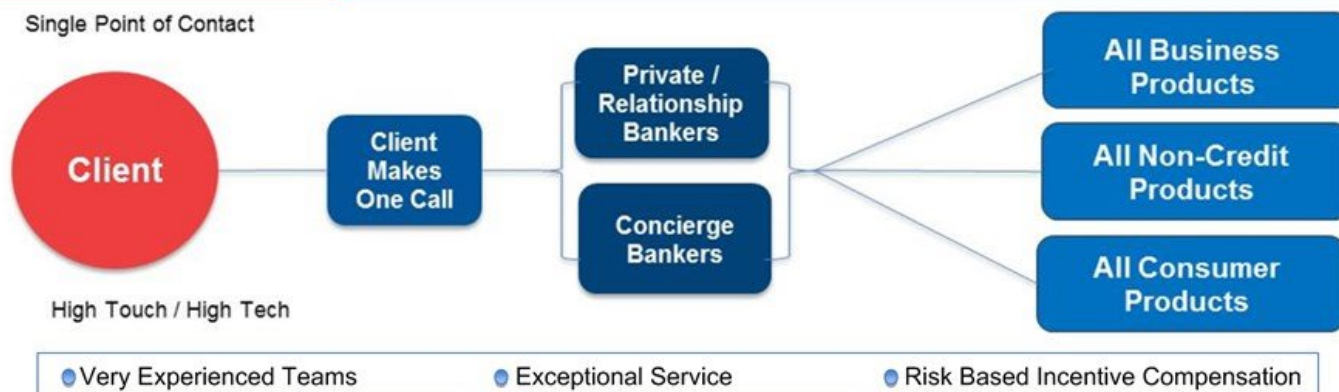 Single Point of Contact
Client
High Touch / High Tech
Client
Makes
One Call
Private /
Relationship
Bankers
Concierge
Bankers
All Business
Products
All Non-Credit
Products
All Consumer
Products
Very Experienced Teams
Exceptional Service
Risk Based Incentive Compensation